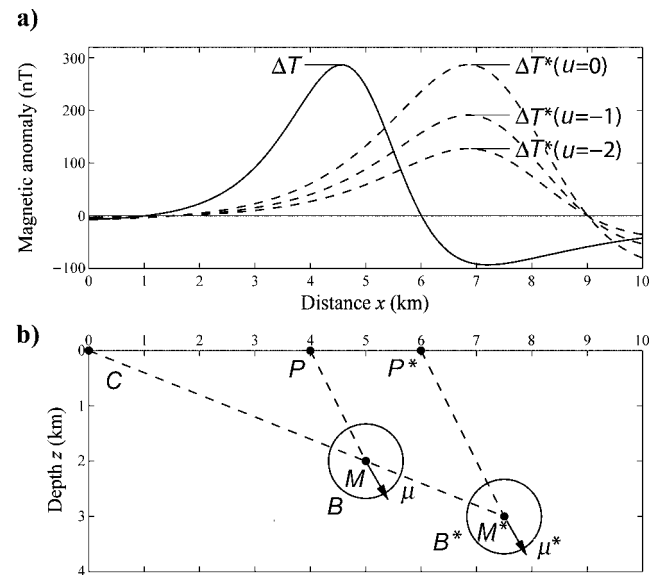 a)
300
200
100
0
−100
Magnetic anomaly (nT)
ΔT
ΔT*(u=0)
ΔT*(u=−1)
ΔT*(u=−2)
0 1 2 3 4 5 6 7 8 9 10
Distance x (km)
b)
0 1 2 3 4 5 6 7 8 9 10
0
1
2
3
4
Depth z (km)
C
P
P*
M
μ
B
M*
B*
μ*